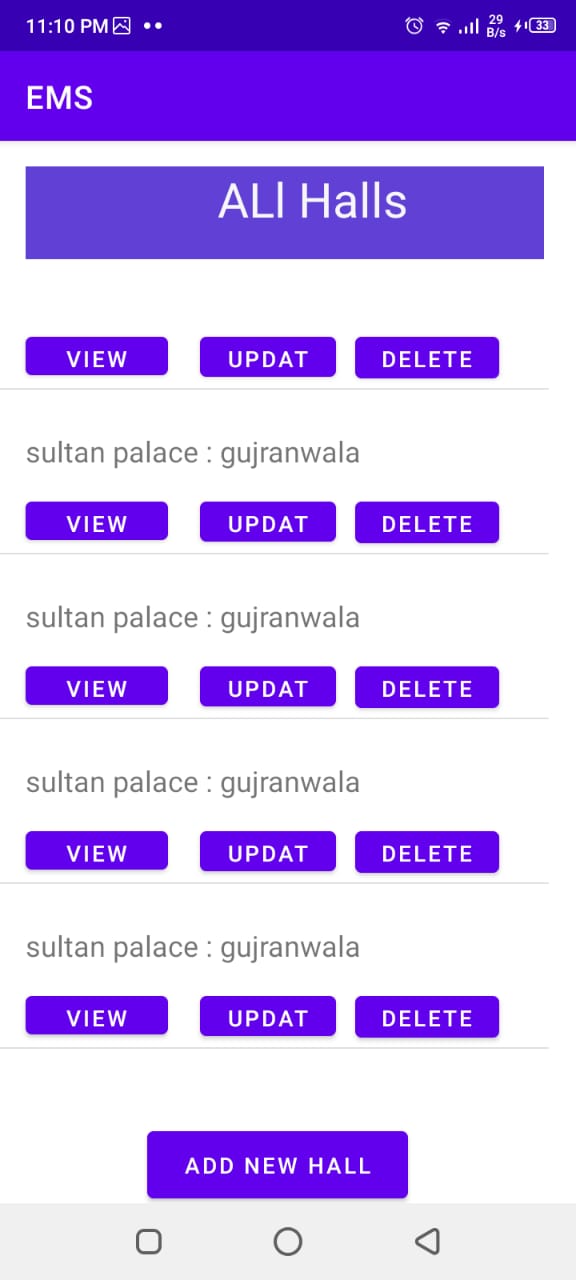 11:10 PM 29 B/s 33
EMS
ALl Halls
VIEW UPDAT DELETE
sultan palace : gujranwala
VIEW UPDAT DELETE
sultan palace : gujranwala
VIEW UPDAT DELETE
sultan palace : gujranwala
VIEW UPDAT DELETE
sultan palace : gujranwala
VIEW UPDAT DELETE
ADD NEW HALL